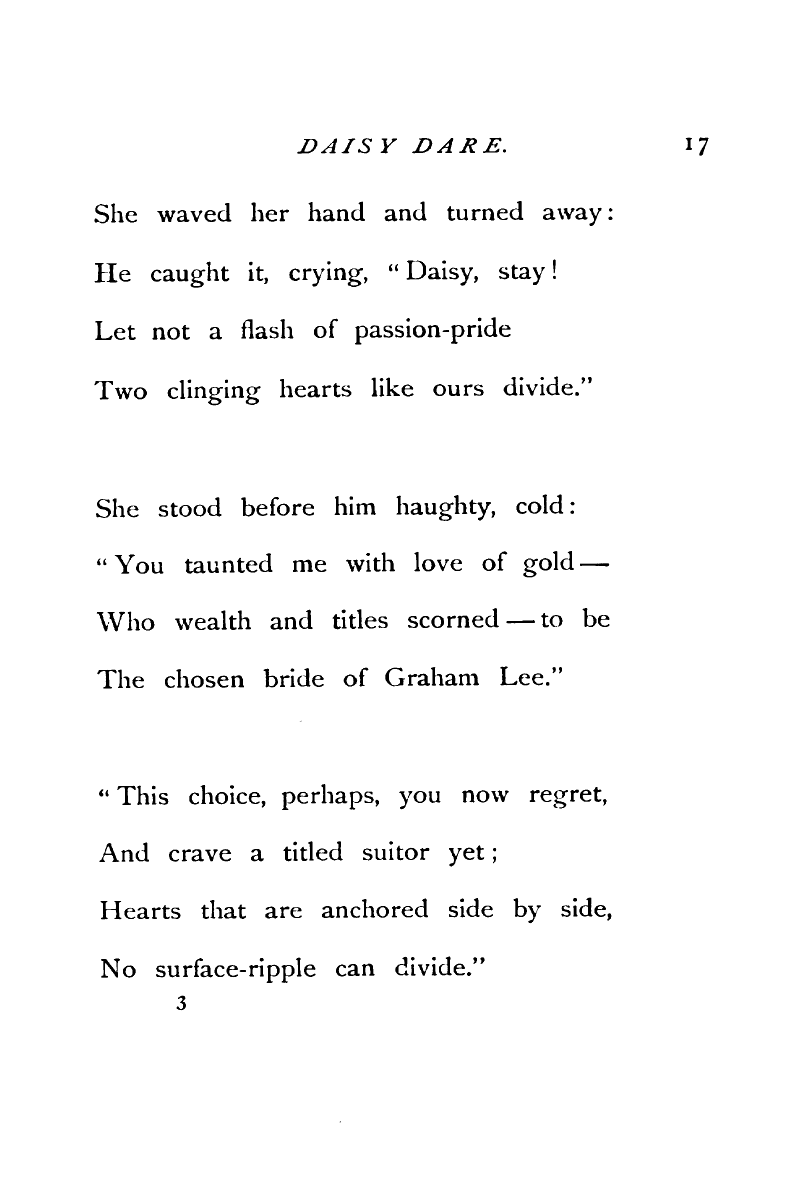 DAISY DARE. 17
She waved her hand and turned away:
He caught it, crying, “Daisy, stay!
Let not a flash of passion-pride
Two clinging hearts like ours divide.”
She stood before him haughty, cold:
“You taunted me with love of gold—
Who wealth and titles scorned—to be
The chosen bride of Graham Lee.”
“This choice, perhaps, you now regret,
And crave a titled suitor yet;
Hearts that are anchored side by side,
No surface-ripple can divide.”
3